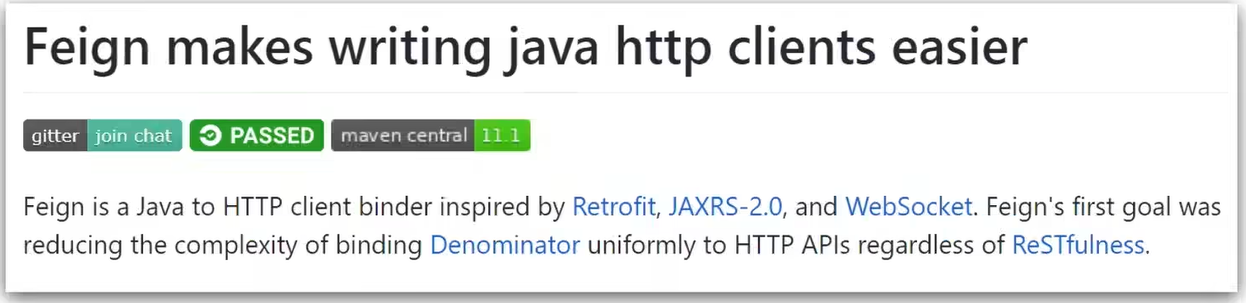 Feign makes writing java http clients easier
gitter join chat PASSED maven central 11.1
Feign is a Java to HTTP client binder inspired by Retrofit, JAXRS-2.0, and WebSocket. Feign's first goal was
reducing the complexity of binding Denominator uniformly to HTTP APIs regardless of ReSTfulness.